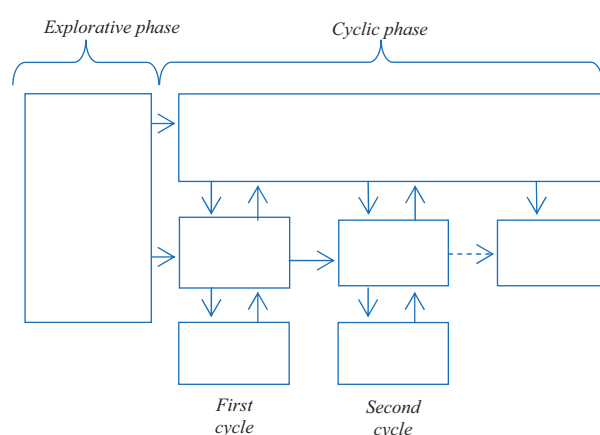 Explorative phase
Cyclic phase
First
cycle
Second
cycle